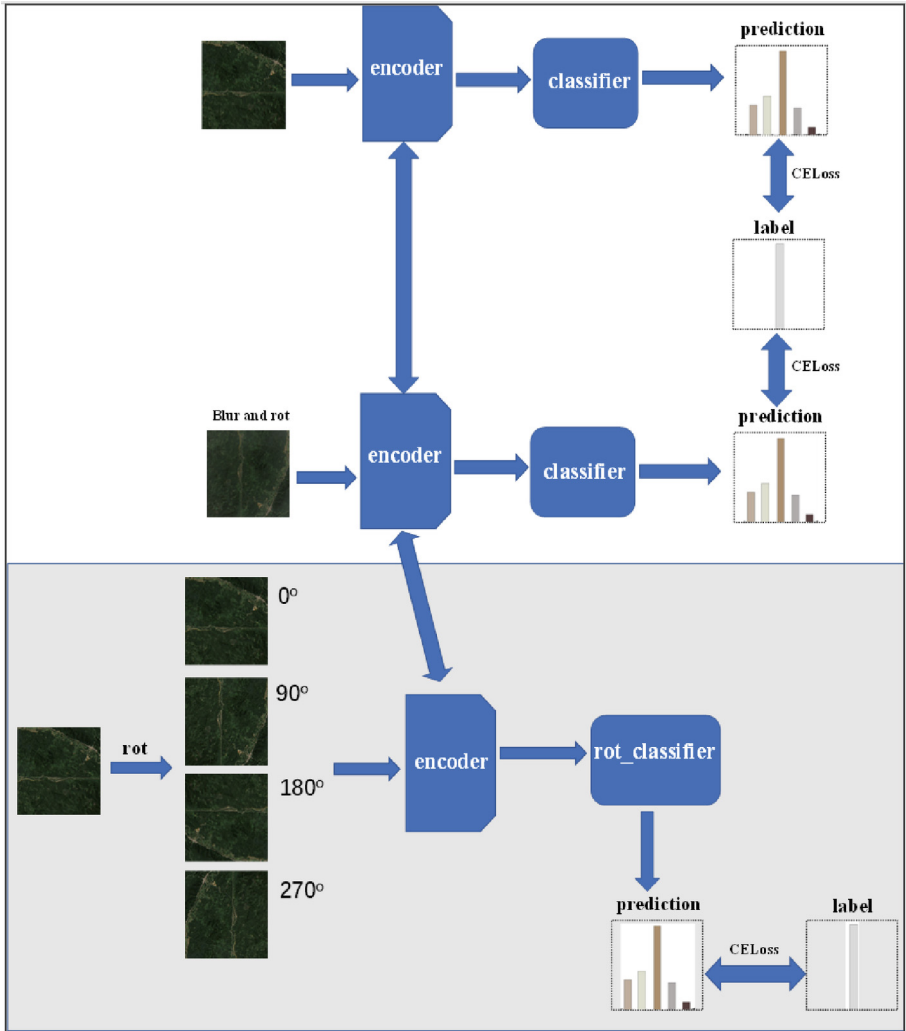 prediction
encoder
classifier
CELoss
label
CELoss
Blur and rot
prediction
encoder
classifier
0°
90°
rot
encoder
rot_classifier
180°
270°
prediction
label
CELoss